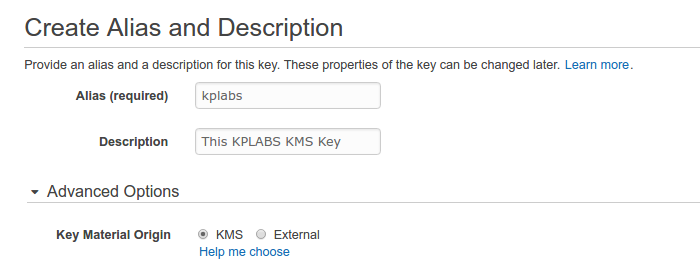 Create Alias and Description
Provide an alias and a description for this key. These properties of the key can be changed later. Learn more.
Alias (required) kplabs
Description This KPLABS KMS Key
Advanced Options
Key Material Origin KMS External
Help me choose